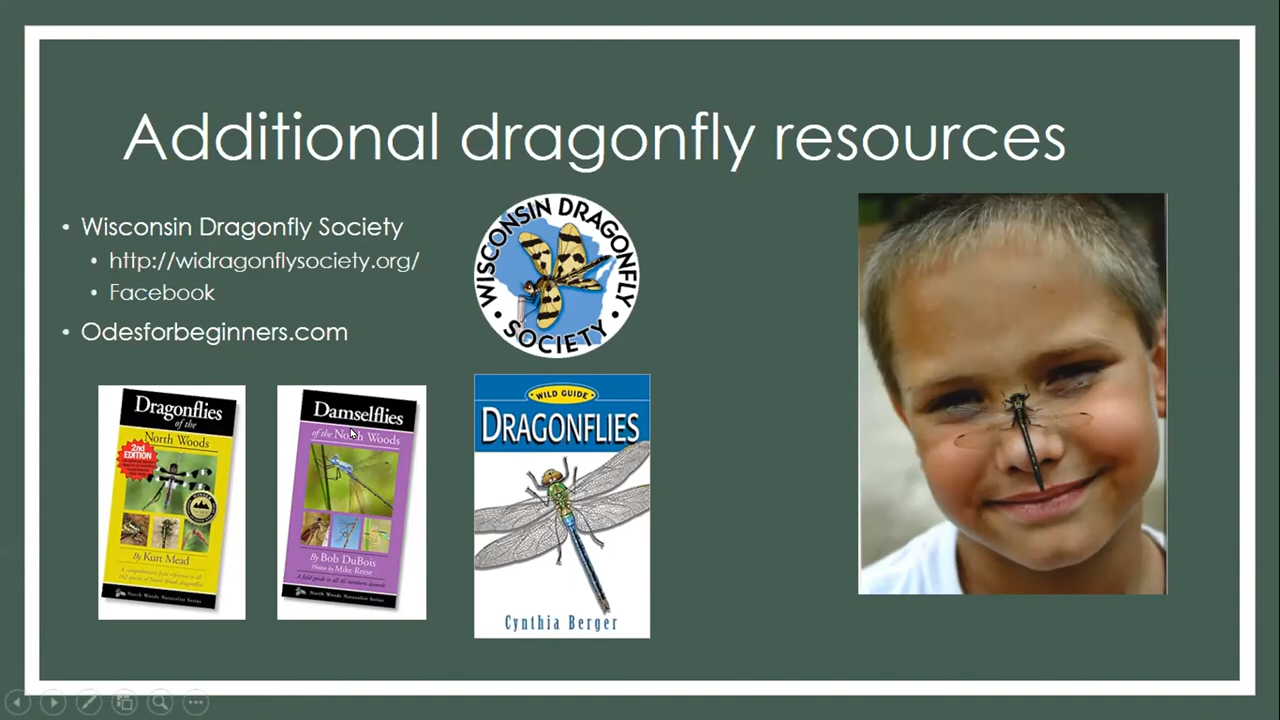 Additional dragonfly resources
• Wisconsin Dragonfly Society
• http://widragonflysociety.org/
• Facebook
• Odesforbeginners.com
• WISCONSIN DRAGONFLY • SOCIETY
Dragonflies
of the
North Woods
2nd
EDITION
By Kurt Mead
A comprehensive field reference to all
102 species of North Woods dragonflies
North Woods Naturalist Series
Damselflies
of the North Woods
By Bob DuBois
Photos by Mike Reese
A field guide to all 46 northern damsels
North Woods Naturalist Series
WILD GUIDE
DRAGONFLIES
Cynthia Berger